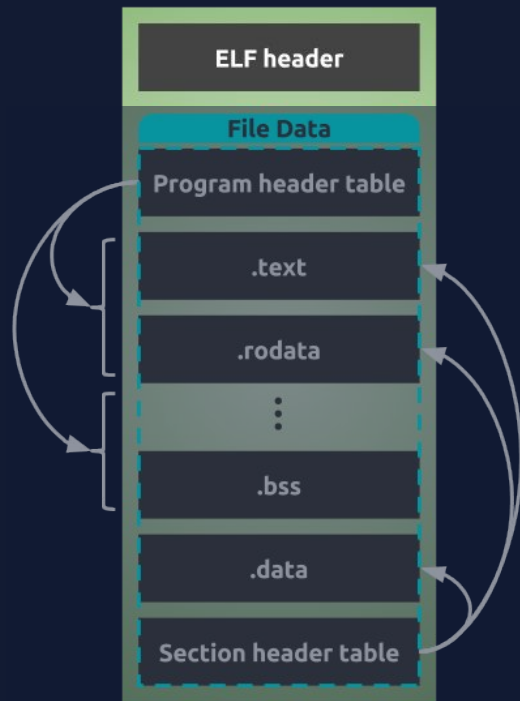 ELF header
File Data
Program header table
.text
.rodata
.bss
.data
Section header table